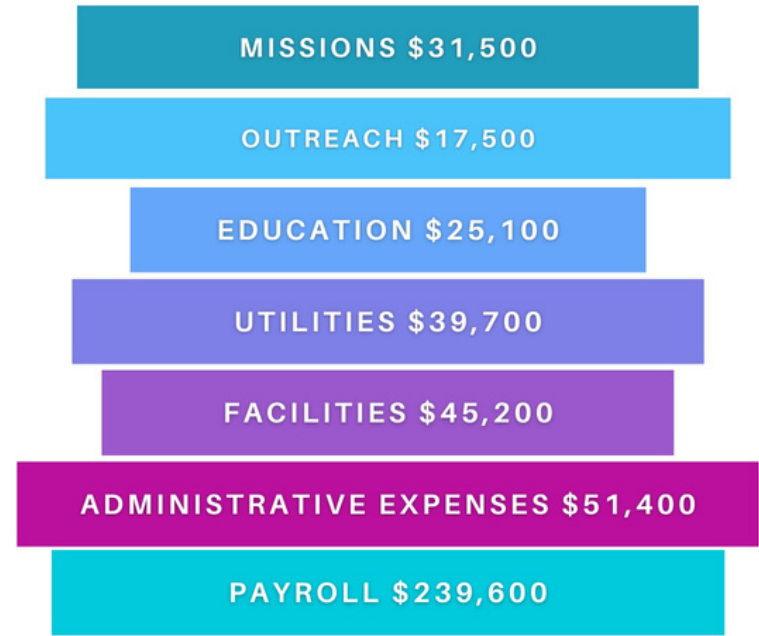 MISSIONS $31,500
OUTREACH $17,500
EDUCATION $25,100
UTILITIES $39,700
FACILITIES $45,200
ADMINISTRATIVE EXPENSES $51,400
PAYROLL $239,600